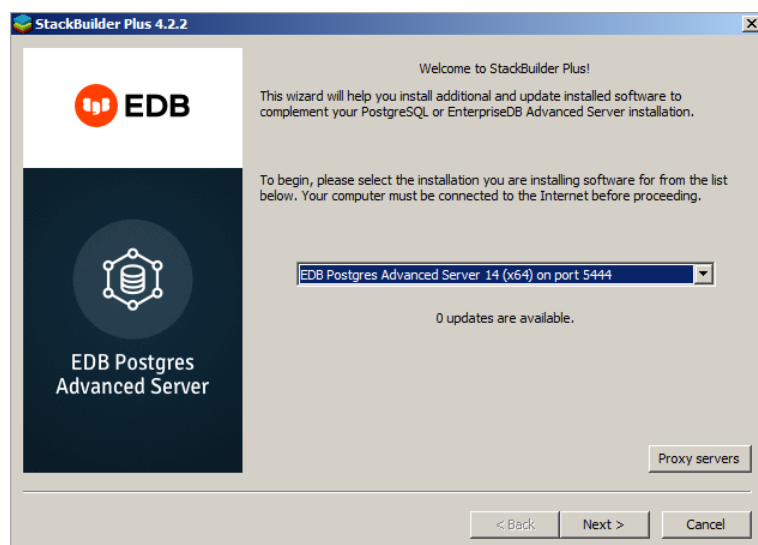 StackBuilder Plus 4.2.2
EDB
EDB Postgres
Advanced Server
Welcome to StackBuilder Plus!
This wizard will help you install additional and update installed software to
complement your PostgreSQL or EnterpriseDB Advanced Server installation.
To begin, please select the installation you are installing software for from the list
below. Your computer must be connected to the Internet before proceeding.
EDB Postgres Advanced Server 14 (x64) on port 5444
0 updates are available.
Proxy servers
< Back
Next >
Cancel